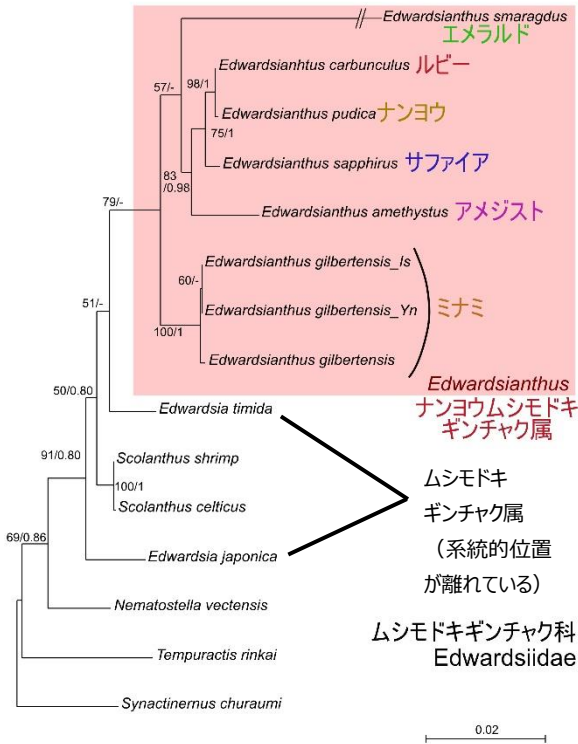 Edwardsianthus smaragdus
エメラルド
98/1
Edwardsianhtus carbunculus ルビー
57/-
Edwardsianthus pudica ナンヨウ
75/1
Edwardsianthus sapphirus サファイア
83
/0.98
79/-
Edwardsianthus amethystus アメジスト
Edwardsianthus gilbertensis_Is
60/-
51/-
Edwardsianthus gilbertensis_Yn ミナミ
100/1
Edwardsianthus gilbertensis
Edwardsianthus
50/0.80
ナンヨウムシモドキ
ギンチャク属
Edwardsia timida
91/0.80
Scolanthus shrimp
ムシモドキ
100/1
Scolanthus celticus
ギンチャク属
69/0.86
(系統的位置
Edwardsia japonica
が離れている)
Nematostella vectensis
ムシモドキギンチャク科
Edwardsiidae
Tempuractis rinkai
Synactinernus churaumi
0.02